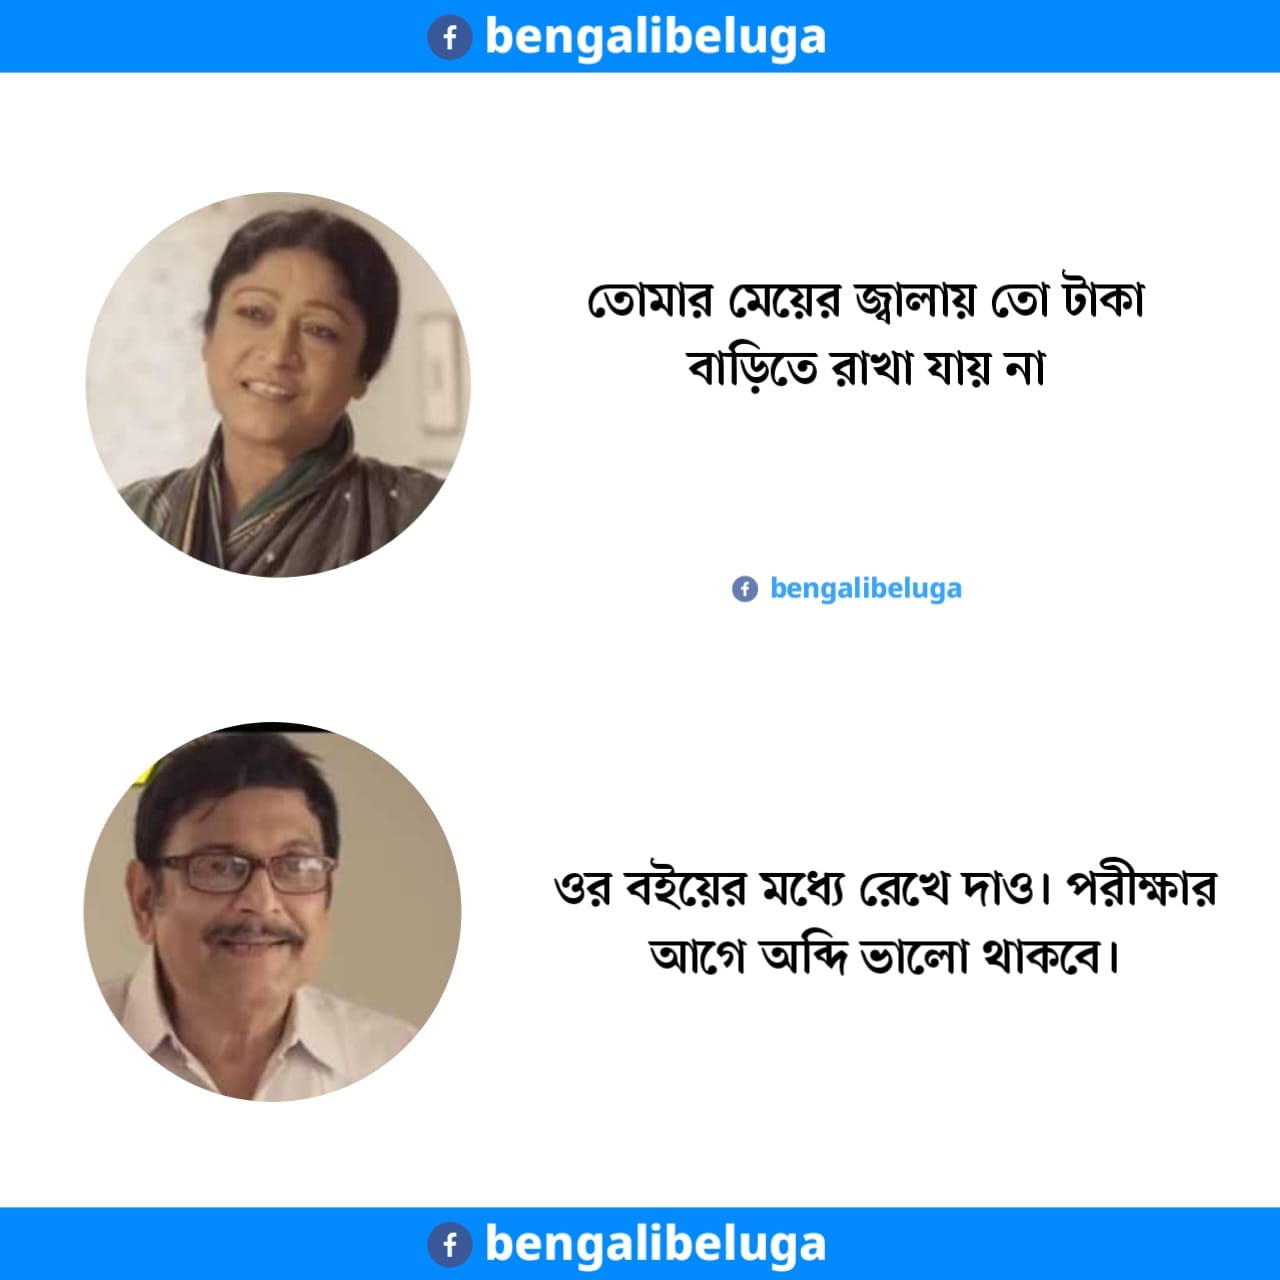 bengalibeluga
তোমার মেয়ের জ্বালায় তো টাকা
বাড়িতে রাখা যায় না
bengalibeluga
ওর বইয়ের মধ্যে রেখে দাও। পরীক্ষার
আগে অব্দি ভালো থাকবে।
bengalibeluga